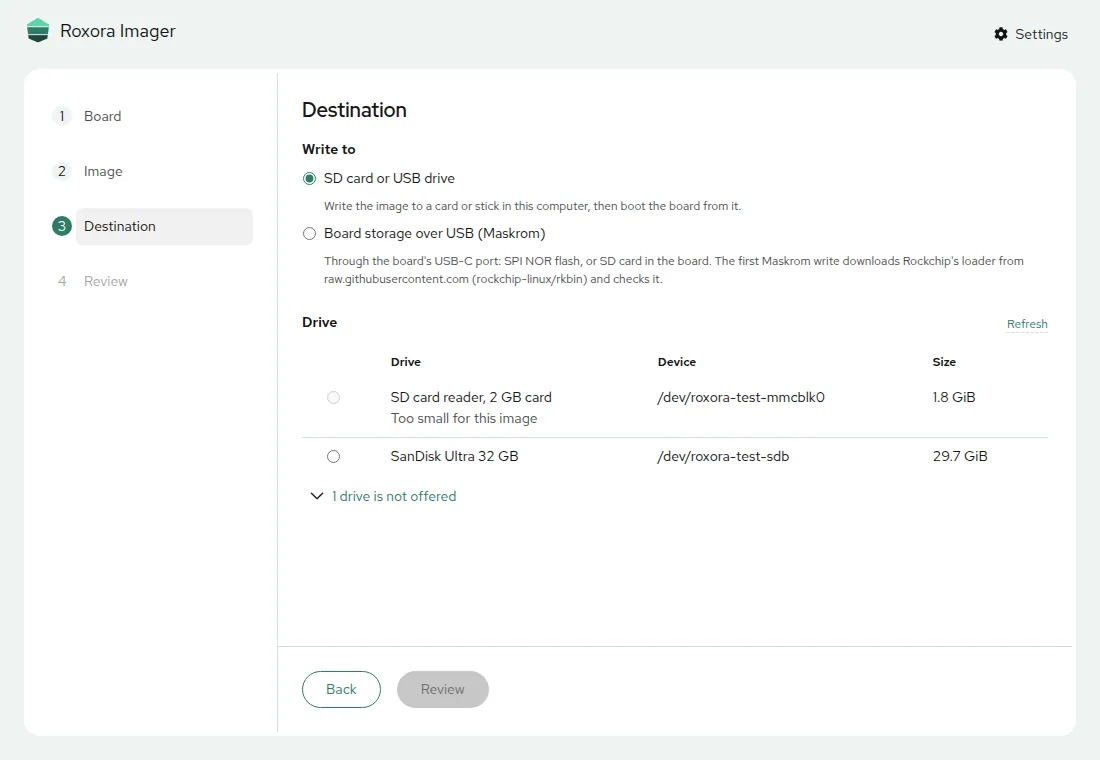 Roxora Imager
Settings
1 Board
2 Image
3 Destination
4 Review
Destination
Write to
SD card or USB drive
Write the image to a card or stick in this computer, then boot the board from it.
Board storage over USB (Maskrom)
Through the board's USB-C port: SPI NOR flash, or SD card in the board. The first Maskrom write downloads Rockchip's loader from
raw.githubusercontent.com (rockchip-linux/rkbin) and checks it.
Drive
Refresh
Drive Device Size
SD card reader, 2 GB card /dev/roxora-test-mmcblk0 1.8 GiB
Too small for this image
SanDisk Ultra 32 GB /dev/roxora-test-sdb 29.7 GiB
1 drive is not offered
Back Review